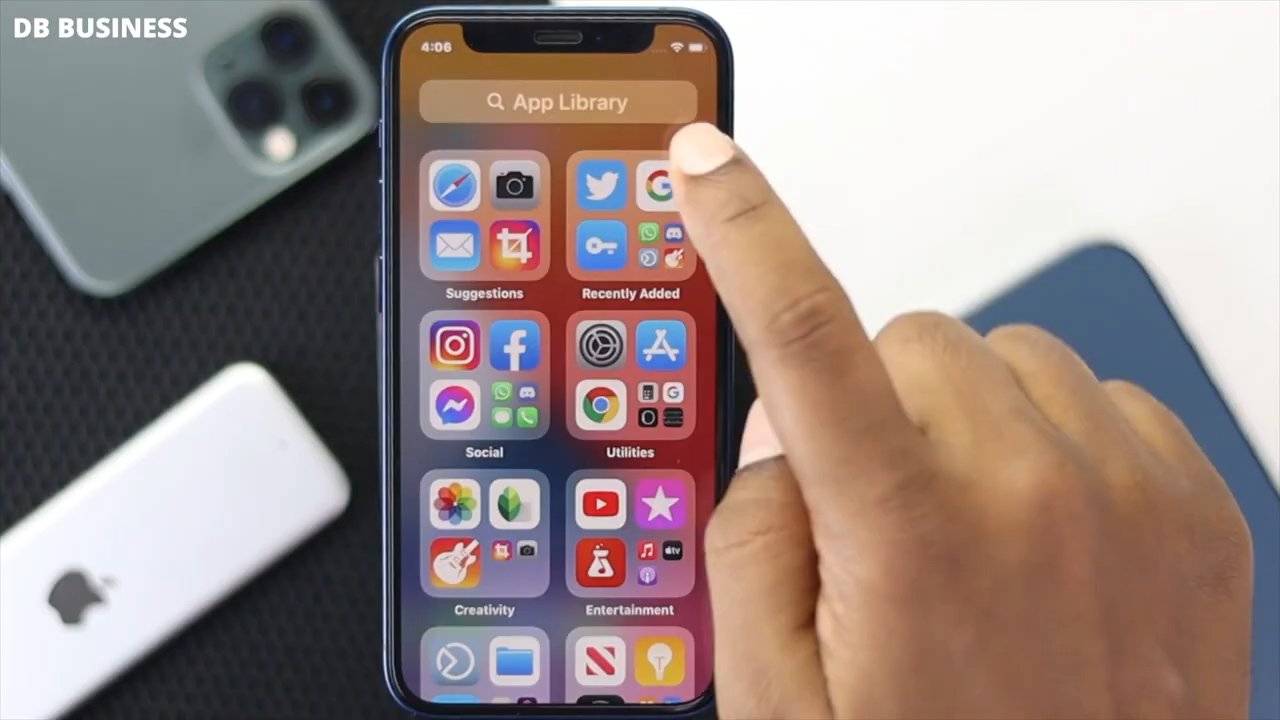 DB BUSINESS
4:06
App Library
Suggestions
Recently Added
Social
Utilities
Creativity
Entertainment